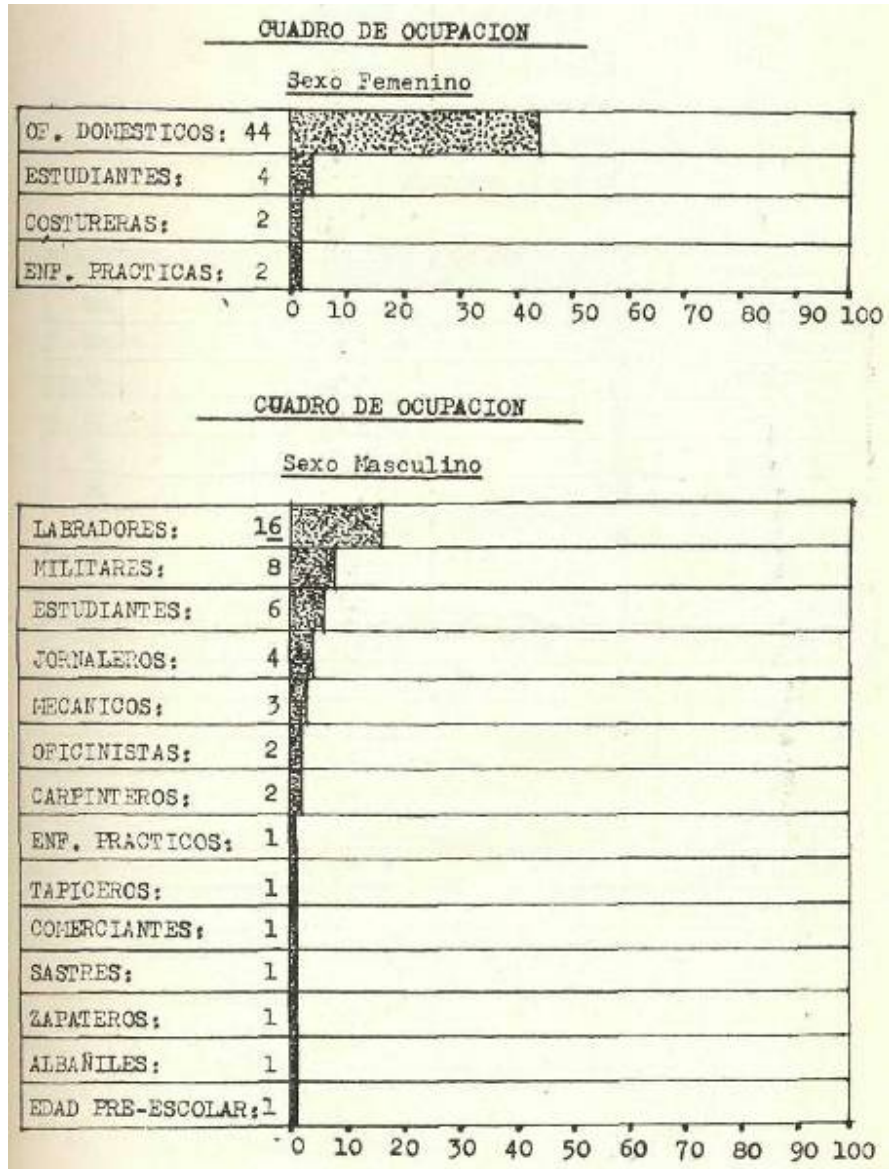 CUADRO DE OCUPACION
Sexo Femenino
OF. DOMESTICOS: 44
ESTUDIANTES: 4
COSTURERAS: 2
ENF. PRACTICAS: 2
0 10 20 30 40 50 60 70 80 90 100
CUADRO DE OCUPACION
Sexo Masculino
LABRADORES: 16
MILITARES: 8
ESTUDIANTES: 6
JORNALEROS: 4
MECANICOS: 3
OFICINISTAS: 2
CARPINTEROS: 2
ENF. PRACTICOS: 1
TAPICEROS: 1
COMERCIANTES: 1
SASTRES: 1
ZAPATEROS: 1
ALBAÑILES: 1
EDAD PRE-ESCOLAR: 1
0 10 20 30 40 50 60 70 80 90 100